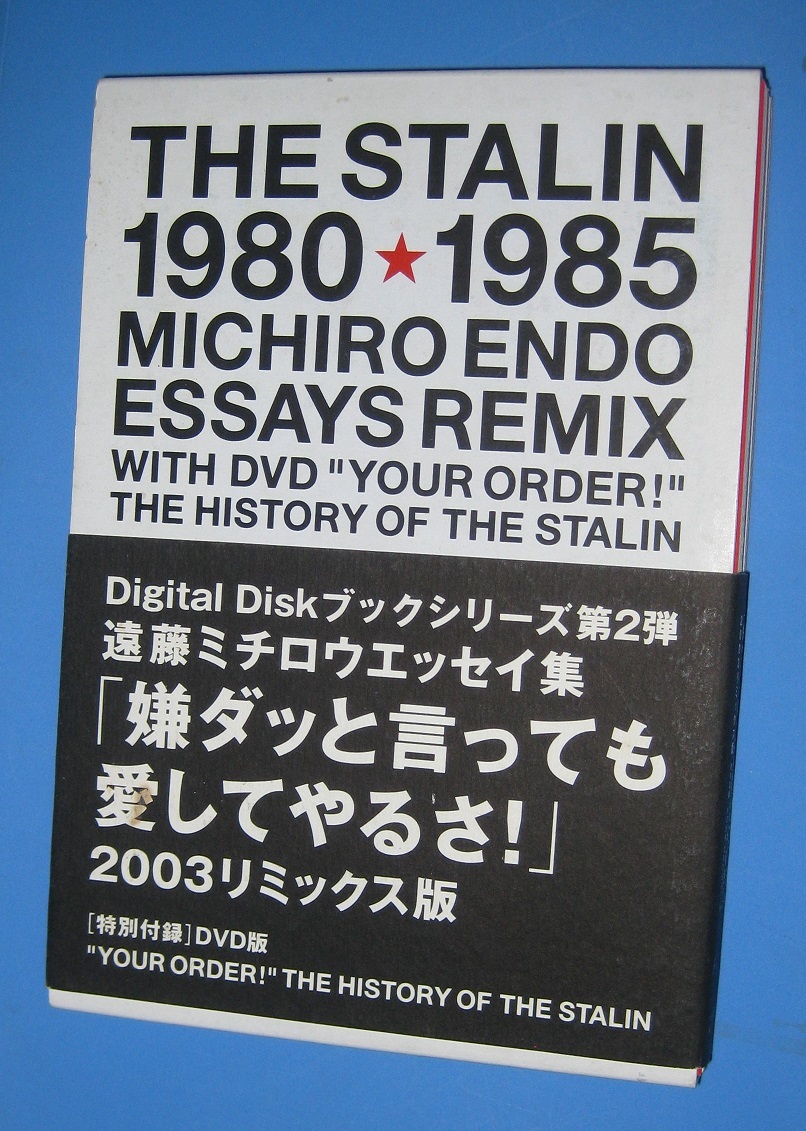 THE STALIN
1980★1985
MICHIRO ENDO
ESSAYS REMIX
WITH DVD "YOUR ORDER!"
THE HISTORY OF THE STALIN
Digital Diskブックシリーズ第2弾
遠藤ミチロウエッセイ集
「嫌ダッと言っても
愛してやるさ!」
2003リミックス版
[特別付録]DVD版
"YOUR ORDER!" THE HISTORY OF THE STALIN